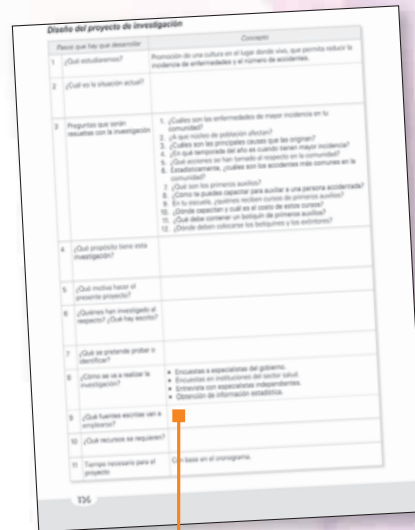 Diseño del proyecto de investigación
Pasos que hay que desarrollar
Concepto
1 ¿Qué estudiaremos?
Promoción de una cultura en el lugar donde vivo, que permita reducir la
incidencia de enfermedades y el número de accidentes.
2 ¿Cuál es la situación actual?
3 Preguntas que serán
resueltas con la investigación
1. ¿Cuáles son las enfermedades de mayor incidencia en tu
comunidad?
2. ¿A qué núcleo de población afectan?
3. ¿Cuáles son las principales causas que las originan?
4. ¿En qué temporada del año es cuando tienen mayor incidencia?
5. ¿Qué acciones se han tomado al respecto en la comunidad?
6. Estadísticamente, ¿cuáles son los accidentes más comunes en la
comunidad?
7. ¿Qué son los primeros auxilios?
8. ¿Cómo te puedes capacitar para auxiliar a una persona accidentada?
9. En tu escuela, ¿quiénes reciben cursos de primeros auxilios?
10. ¿Dónde capacitan y cuál es el costo de estos cursos?
11. ¿Qué debe contener un botiquín de primeros auxilios?
12. ¿Dónde deben colocarse los botiquines y los extintores?
4 ¿Qué propósito tiene esta
investigación?
5 ¿Qué motiva hacer el
presente proyecto?
6 ¿Quiénes han investigado al
respecto? ¿Qué hay escrito?
7 ¿Qué se pretende probar o
identificar?
8 ¿Cómo se va a realizar la
investigación?
• Encuestas a especialistas del gobierno.
• Encuestas en instituciones del sector salud.
• Entrevista con especialistas independientes.
• Obtención de información estadística.
9 ¿Qué fuentes escritas van a
emplearse?
10 ¿Qué recursos se requieren?
11 Tiempo necesario para el
proyecto
Con base en el cronograma.
136